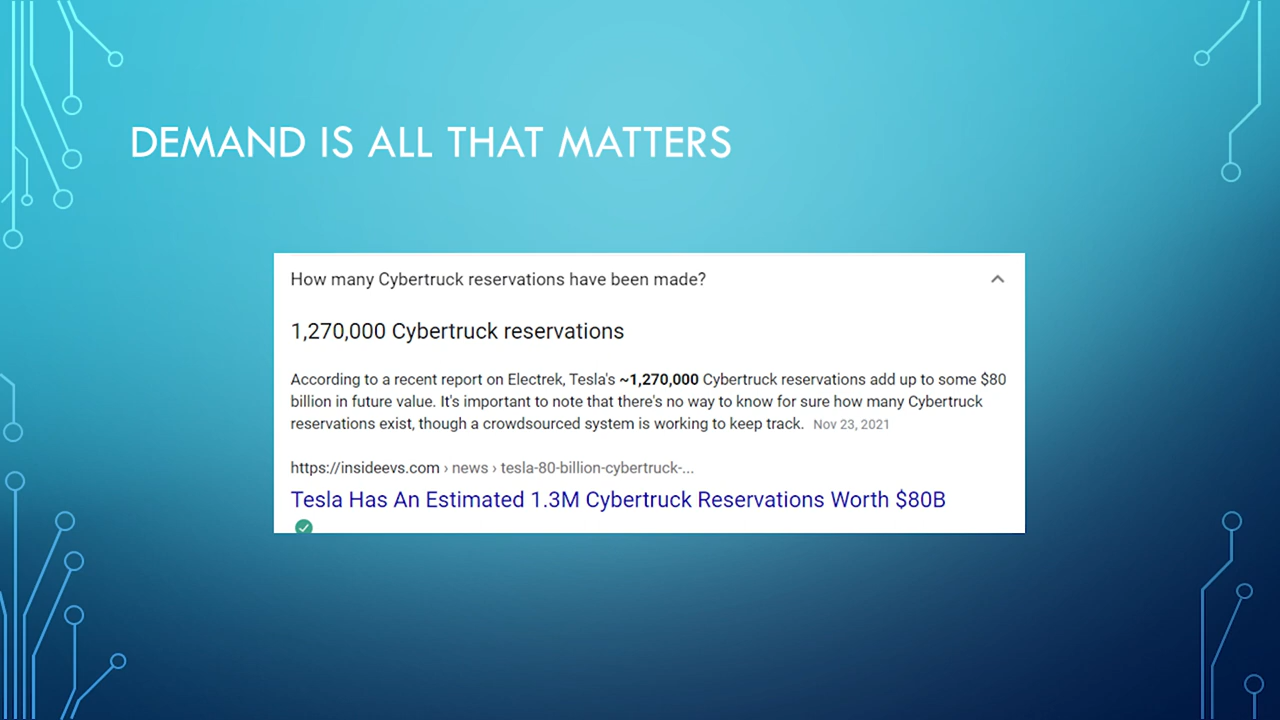 DEMAND IS ALL THAT MATTERS
How many Cybertruck reservations have been made?
1,270,000 Cybertruck reservations
According to a recent report on Electrek, Tesla's ~1,270,000 Cybertruck reservations add up to some $80
billion in future value. It's important to note that there's no way to know for sure how many Cybertruck
reservations exist, though a crowdsourced system is working to keep track. Nov 23, 2021
https://insideevs.com › news › tesla-80-billion-cybertruck-...
Tesla Has An Estimated 1.3M Cybertruck Reservations Worth $80B